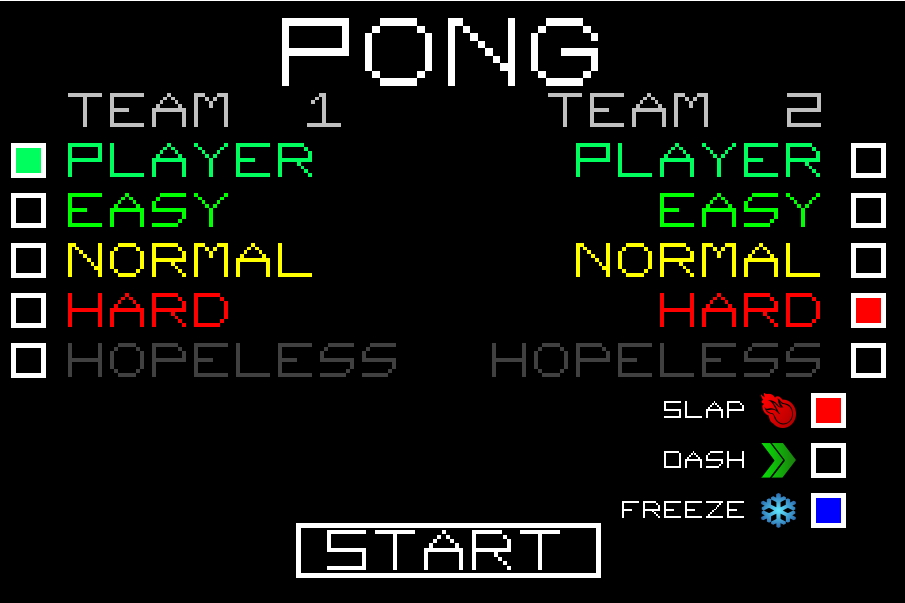 PONG
TEAM 1 TEAM 2
PLAYER PLAYER
EASY EASY
NORMAL NORMAL
HARD HARD
HOPELESS HOPELESS
SLAP
DASH
FREEZE
START